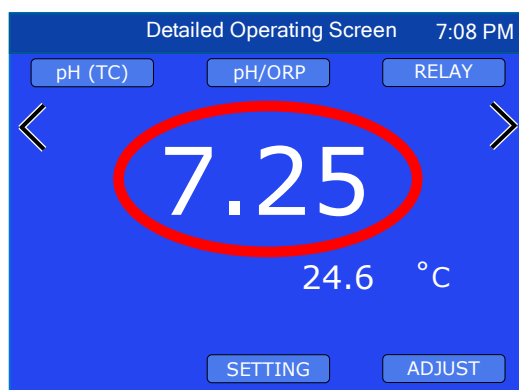 Detailed Operating Screen 7:08 PM
pH (TC) pH/ORP RELAY
7.25
24.6 °C
SETTING ADJUST